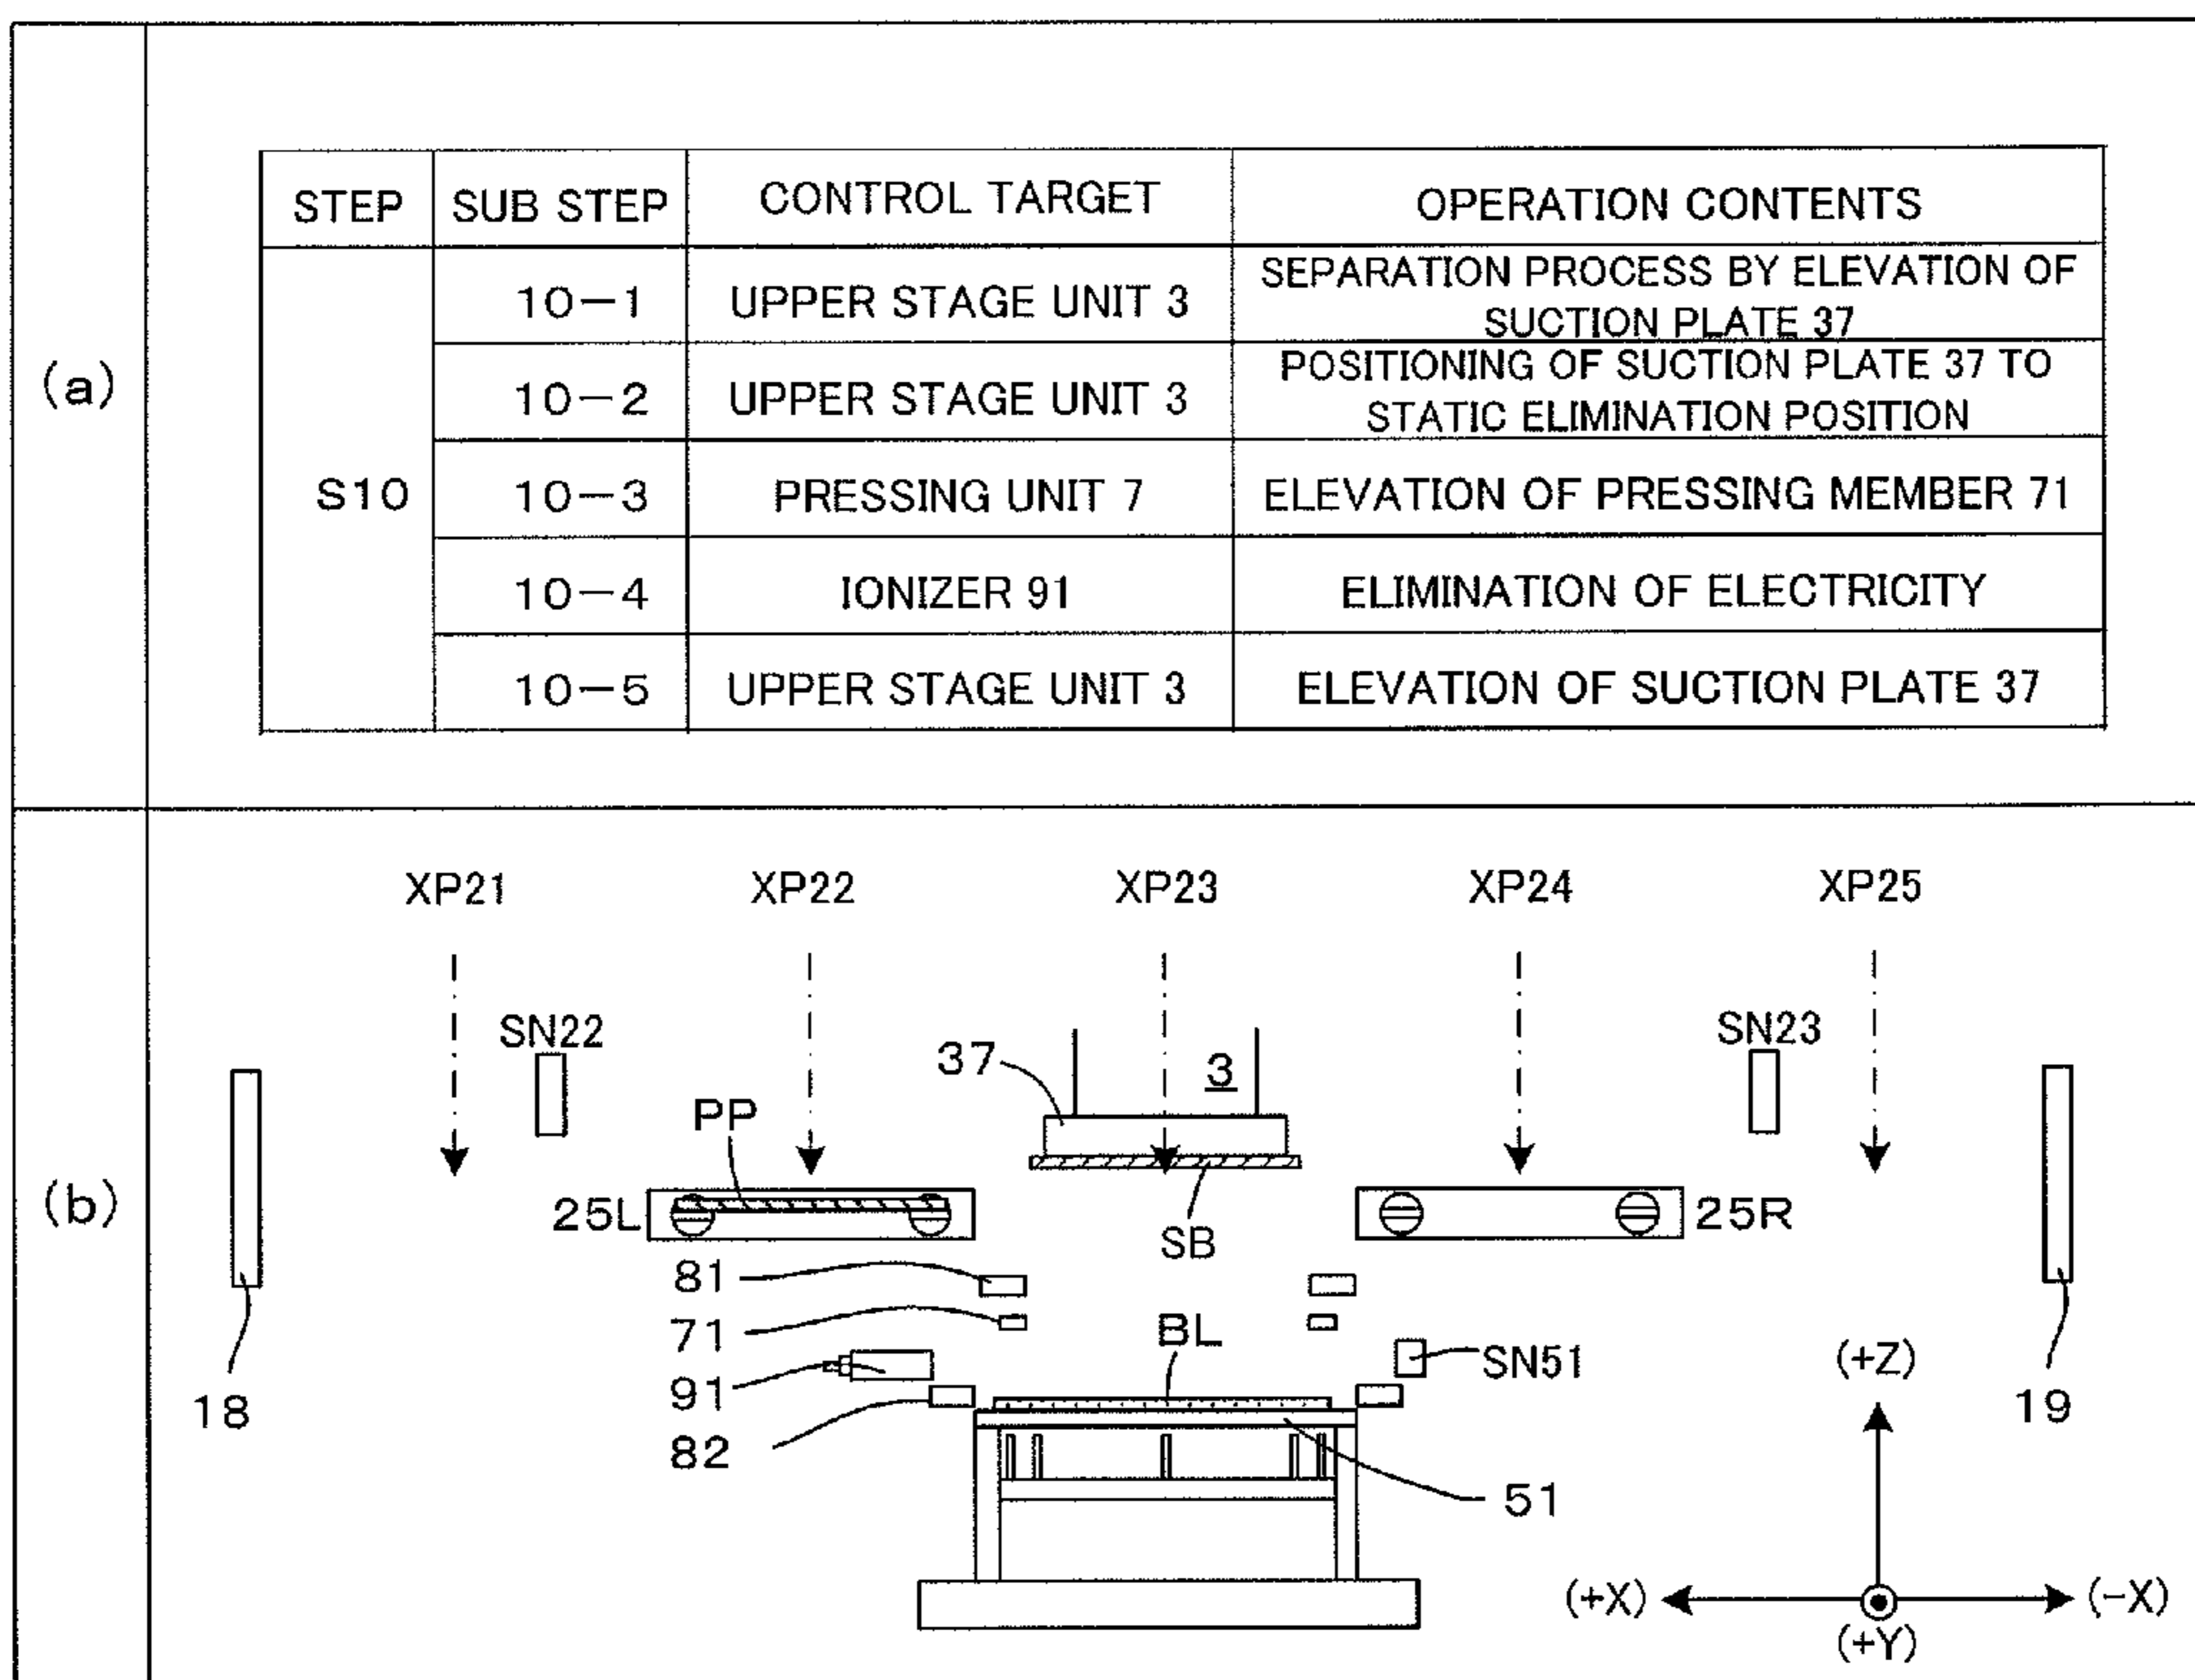 (a)
STEP SUB STEP CONTROL TARGET OPERATION CONTENTS
S10
10-1 UPPER STAGE UNIT 3 SEPARATION PROCESS BY ELEVATION OF
SUCTION PLATE 37
10-2 UPPER STAGE UNIT 3 POSITIONING OF SUCTION PLATE 37 TO
STATIC ELIMINATION POSITION
10-3 PRESSING UNIT 7 ELEVATION OF PRESSING MEMBER 71
10-4 IONIZER 91 ELIMINATION OF ELECTRICITY
10-5 UPPER STAGE UNIT 3 ELEVATION OF SUCTION PLATE 37
(b)
XP21 XP22 XP23 XP24 XP25
SN22 SN23
37 3
PP
25L SB 25R
81
71 BL
91 SN51 (+Z)
18 19
82
51
(+X) (-X)
(+Y)